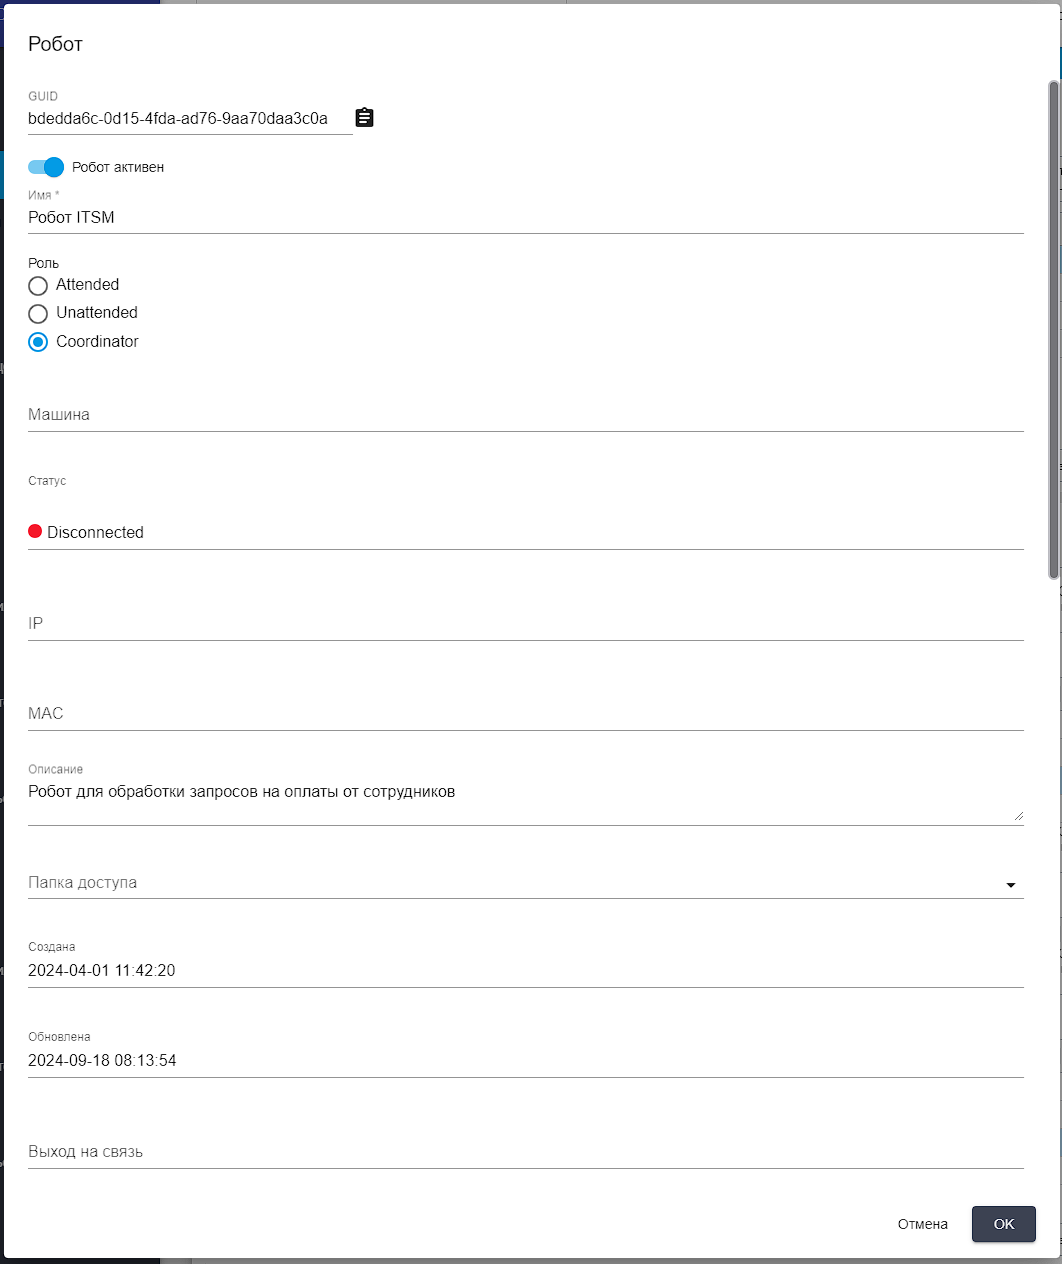 Робот
GUID
bdedda6c-0d15-4fda-ad76-9aa70daa3c0a
Робот активен
Имя *
Робот ITSM
Роль
Attended
Unattended
Coordinator
Машина
Статус
Disconnected
IP
MAC
Описание
Робот для обработки запросов на оплаты от сотрудников
Папка доступа
Создана
2024-04-01 11:42:20
Обновлена
2024-09-18 08:13:54
Выход на связь
Отмена
OK